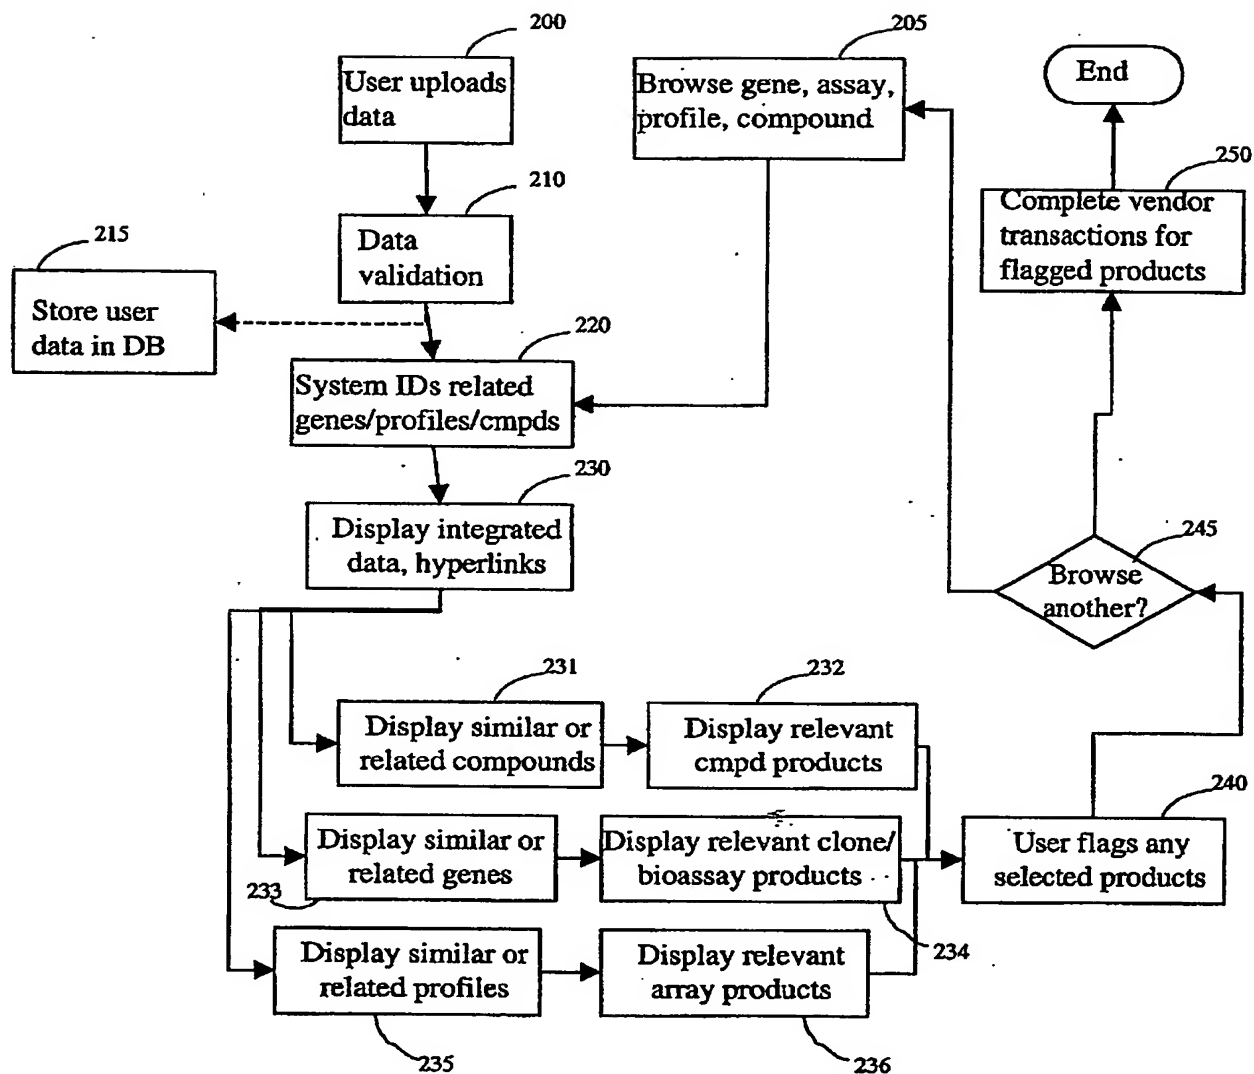 200
User uploads
data
205
Browse gene, assay,
profile, compound
End
210
Data
validation
215
Store user
data in DB
220
System IDs related
genes/profiles/cmpds
250
Complete vendor
transactions for
flagged products
230
Display integrated
data, hyperlinks
245
Browse
another?
231
Display similar or
related compounds
232
Display relevant
cmpd products
233
Display similar or
related genes
Display relevant clone/
bioassay products
234
240
User flags any
selected products
Display similar or
related profiles
235
Display relevant
array products
236